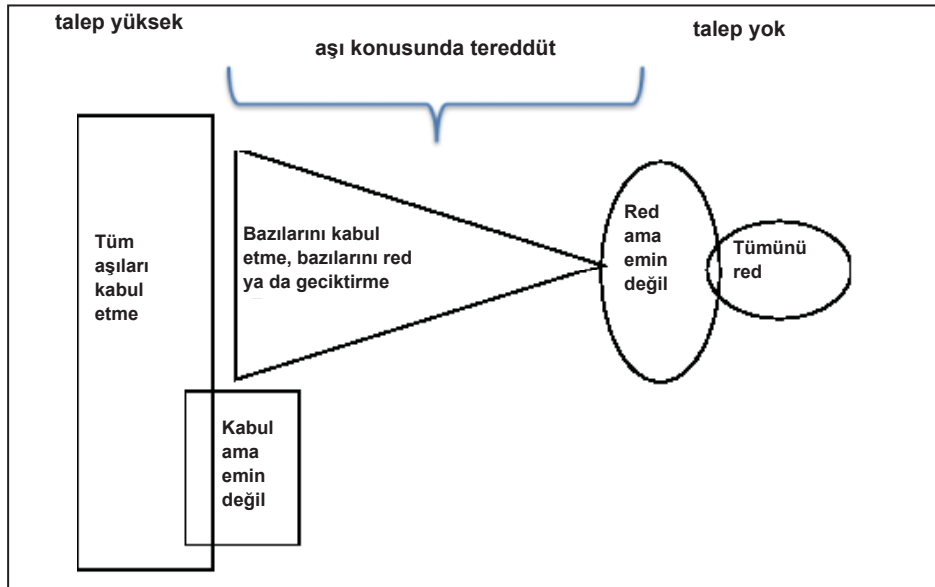 talep yüksek
aşı konusunda tereddüt
talep yok
Tüm
aşıları
kabul
etme
Bazılarını kabul
etme, bazılarını red
ya da geciktirme
Red
ama
emin
değil
Tümünü
red
Kabul
ama
emin
değil